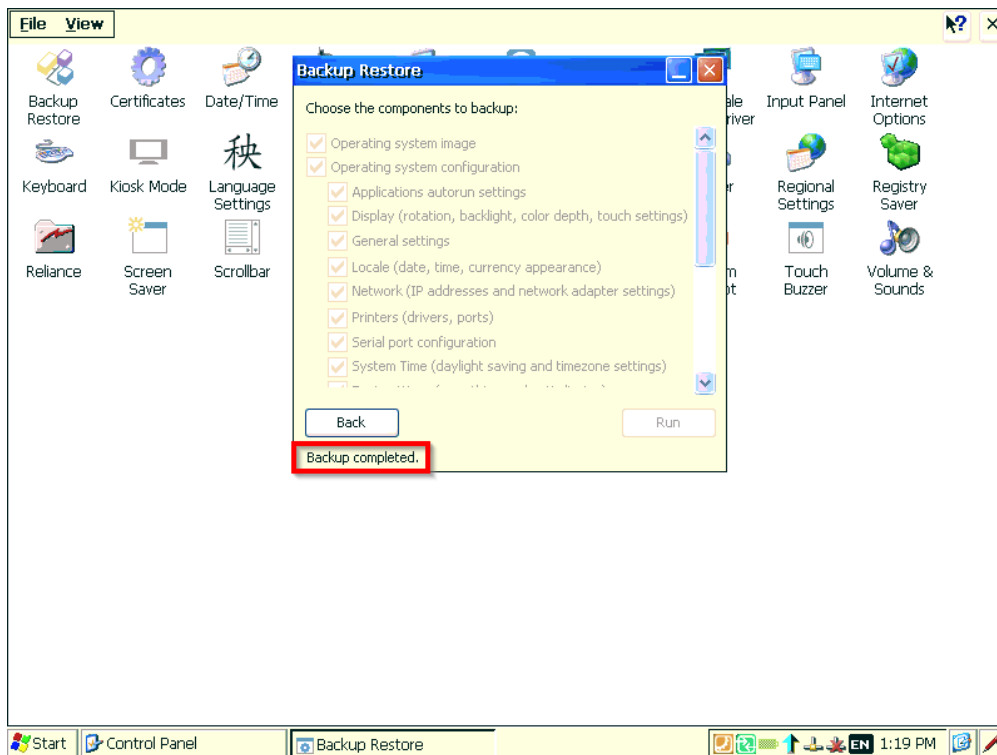 File View
Backup Restore
Choose the components to backup:
Operating system image
Operating system configuration
Applications autorun settings
Display (rotation, backlight, color depth, touch settings)
General settings
Locale (date, time, currency appearance)
Network (IP addresses and network adapter settings)
Printers (drivers, ports)
Serial port configuration
System Time (daylight saving and timezone settings)
Back Run
Backup completed.
Backup
Restore
Certificates
Date/Time
Input Panel
Internet
Options
Keyboard
Kiosk Mode
秧
Language
Settings
Regional
Settings
Registry
Saver
Reliance
Screen
Saver
Scrollbar
Touch
Buzzer
Volume &
Sounds
Start Control Panel Backup Restore EN 1:19 PM